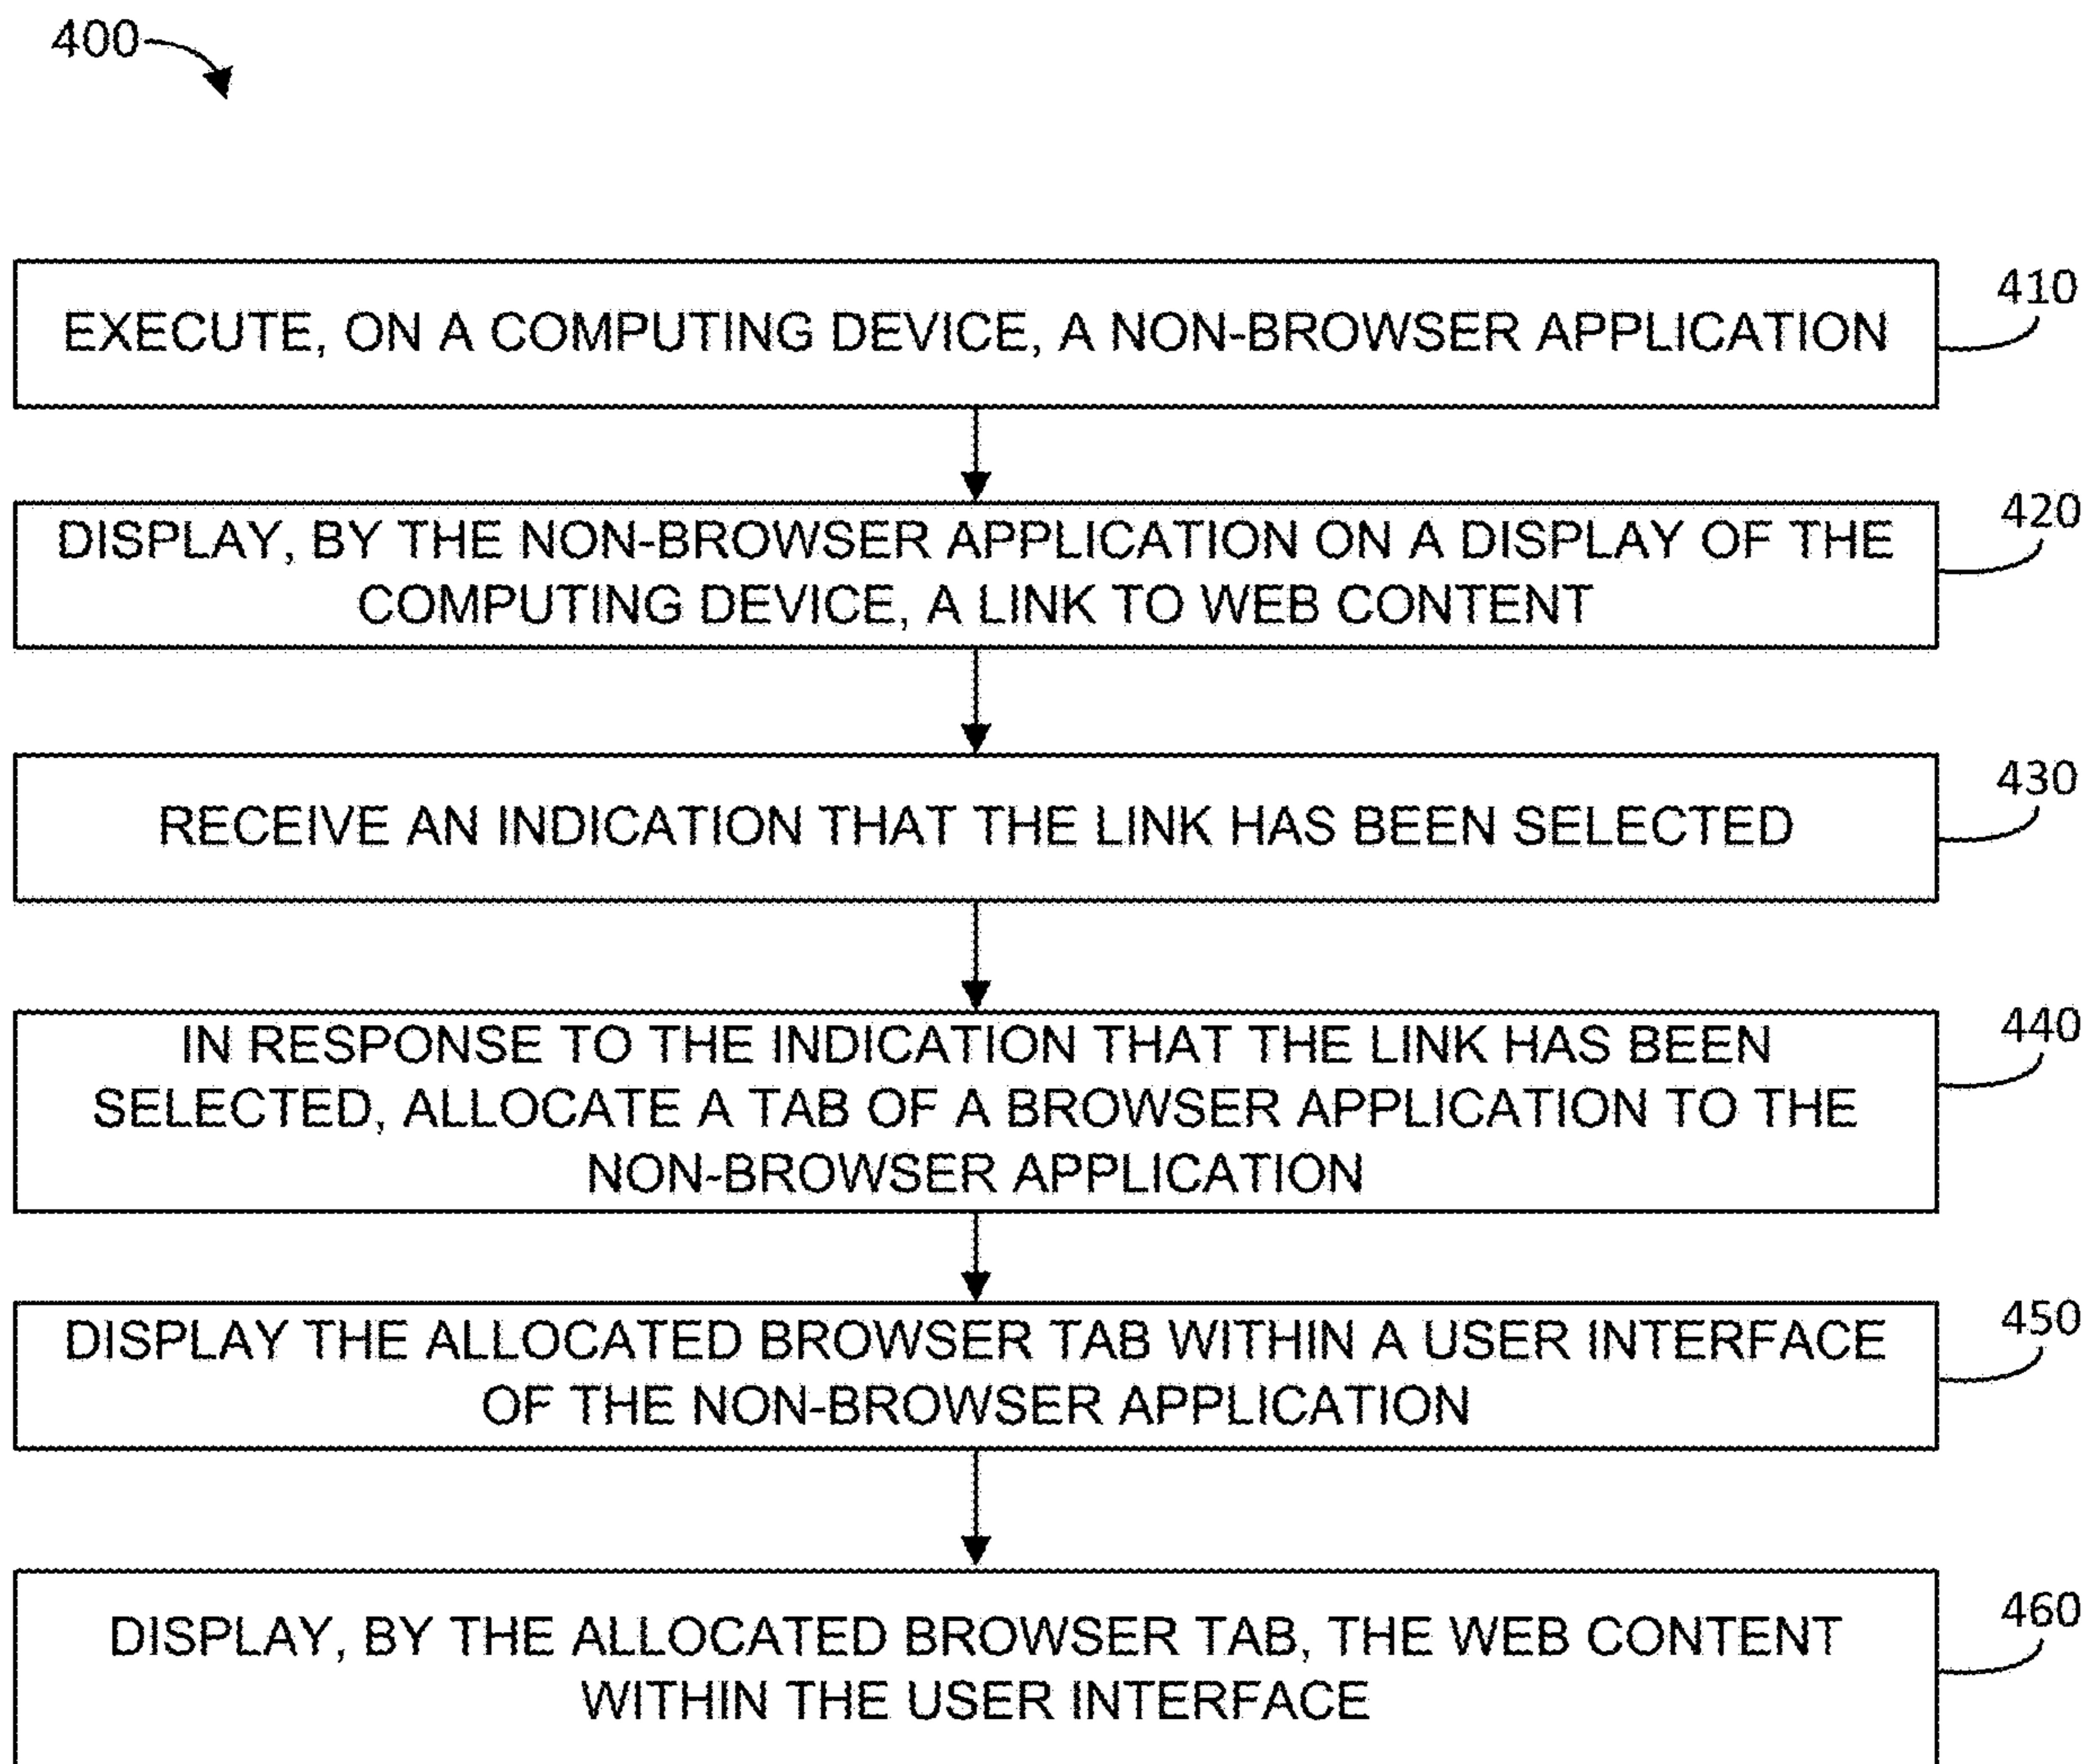 400
EXECUTE, ON A COMPUTING DEVICE, A NON-BROWSER APPLICATION
410
DISPLAY, BY THE NON-BROWSER APPLICATION ON A DISPLAY OF THE
COMPUTING DEVICE, A LINK TO WEB CONTENT
420
RECEIVE AN INDICATION THAT THE LINK HAS BEEN SELECTED
430
IN RESPONSE TO THE INDICATION THAT THE LINK HAS BEEN
SELECTED, ALLOCATE A TAB OF A BROWSER APPLICATION TO THE
NON-BROWSER APPLICATION
440
DISPLAY THE ALLOCATED BROWSER TAB WITHIN A USER INTERFACE
OF THE NON-BROWSER APPLICATION
450
DISPLAY, BY THE ALLOCATED BROWSER TAB, THE WEB CONTENT
WITHIN THE USER INTERFACE
460